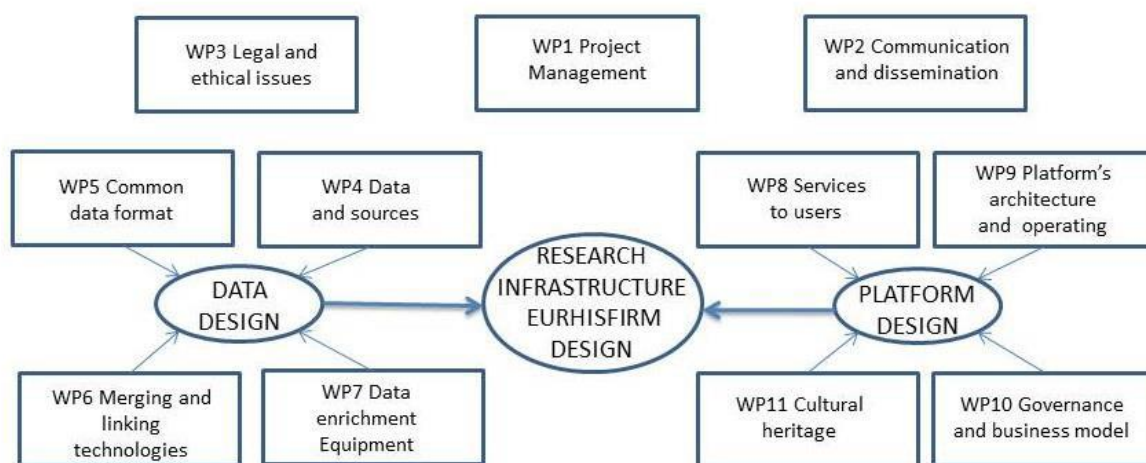 WP3 Legal and
ethical issues
WP1 Project
Management
WP2 Communication
and dissemination
WP5 Common
data format
WP4 Data
and sources
WP8 Services
to users
WP9 Platform's
architecture
and operating
DATA
DESIGN
RESEARCH
INFRASTRUCTURE
EURHISFIRM
DESIGN
PLATFORM
DESIGN
WP6 Merging and
linking
technologies
WP7 Data
enrichment
Equipment
WP11 Cultural
heritage
WP10 Governance
and business model